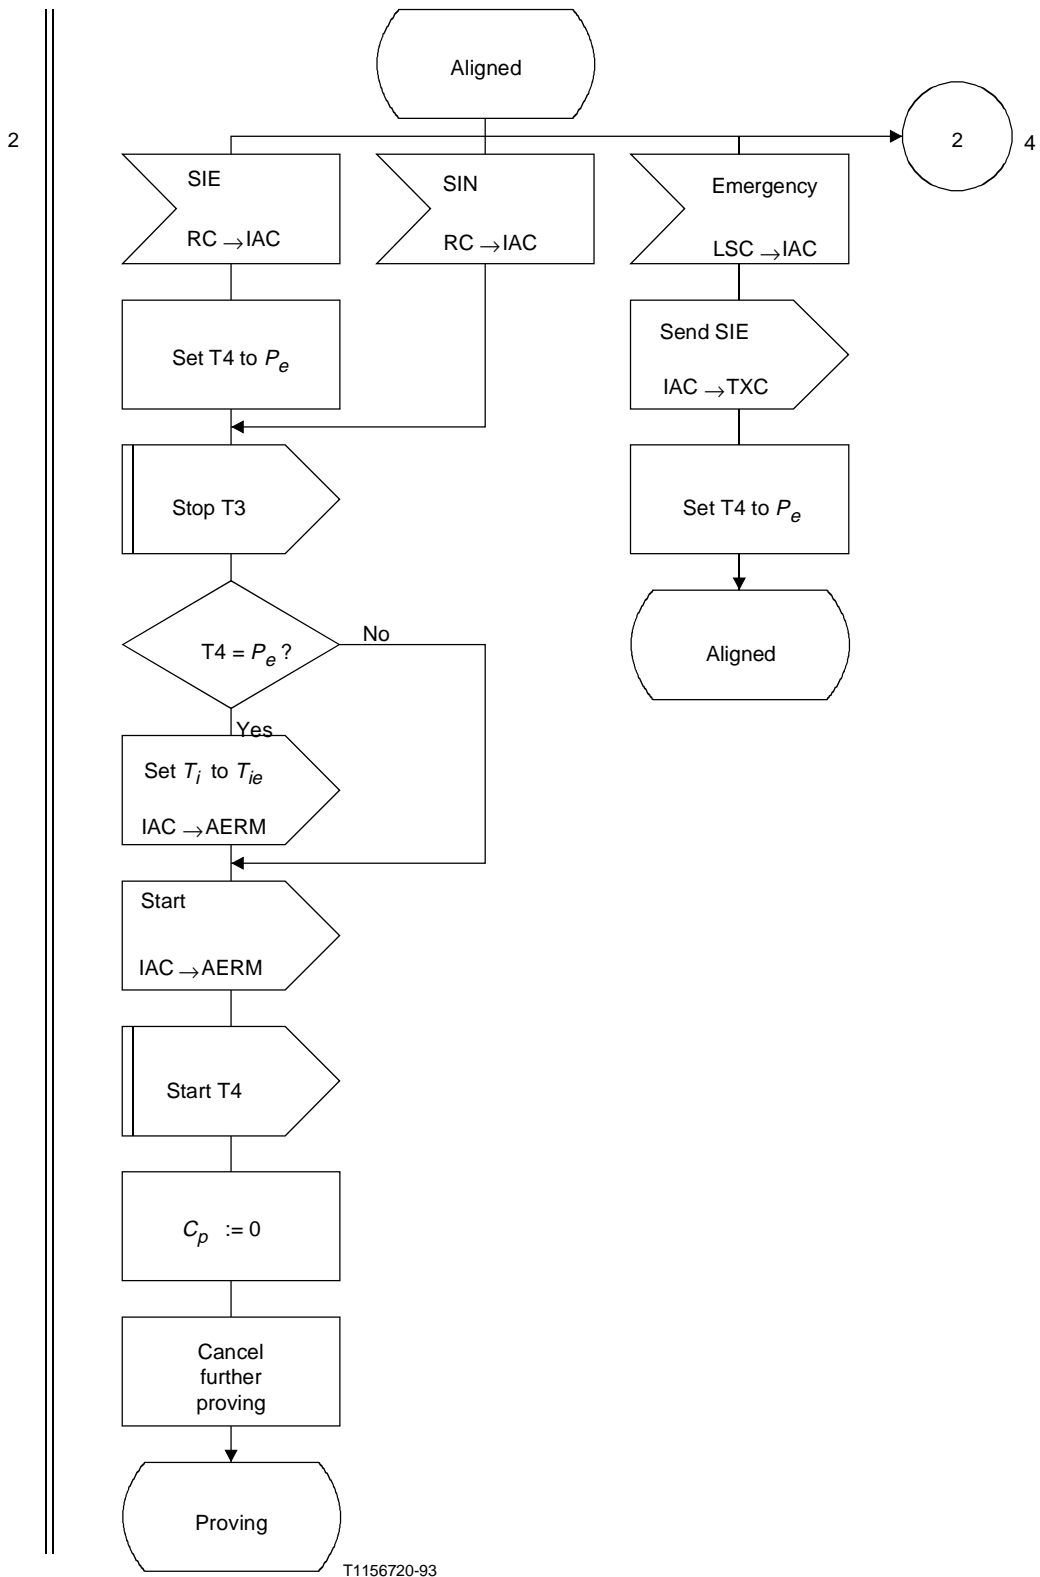 Aligned
2
2
4
SIE
RC →IAC
SIN
RC →IAC
Emergency
LSC →IAC
Set T4 to Pe
Send SIE
IAC →TXC
Stop T3
Set T4 to Pe
T4 = Pe ?
No
Yes
Aligned
Set Ti to Tie
IAC →AERM
Start
IAC →AERM
Start T4
Cp := 0
Cancel
further
proving
Proving
T1156720-93